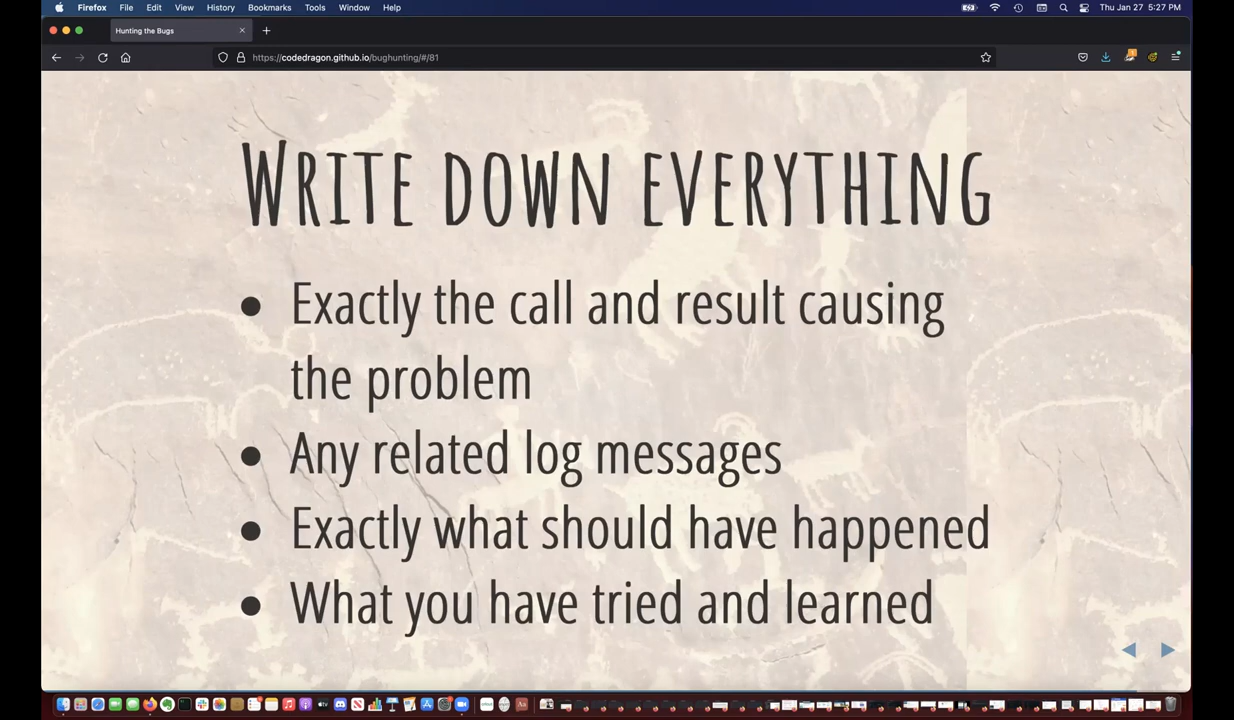 Firefox File Edit View History Bookmarks Tools Window Help Thu Jan 27 5:27 PM
Hunting the Bugs
https://codedragon.github.io/bughunting/#/81
WRITE DOWN EVERYTHING
• Exactly the call and result causing
the problem
• Any related log messages
• Exactly what should have happened
• What you have tried and learned